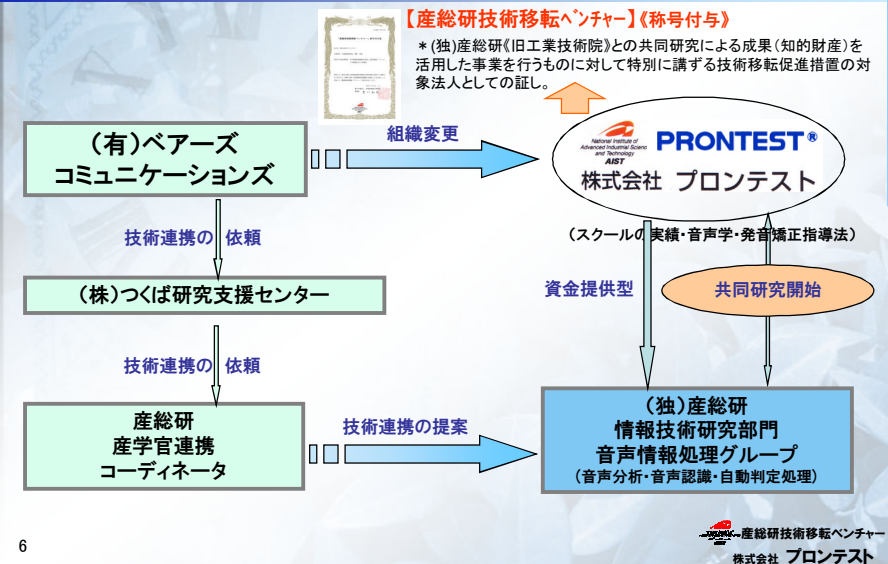 【産総研技術移転ﾍﾞﾝﾁｬｰ】《称号付与》
＊(独)産総研《旧工業技術院》との共同研究による成果(知的財産)を
活用した事業を行うものに対して特別に講ずる技術移転促進措置の対
象法人としての証し。
（有）ベアーズ
コミュニケーションズ
組織変更
National Institute of
Advanced Industrial Science
and Technology
AIST
PRONTEST®
株式会社 プロンテスト
（スクールの実績・音声学・発音矯正指導法）
技術連携の 依頼
（株）つくば研究支援センター
資金提供型
共同研究開始
技術連携の 依頼
産総研
産学官連携
コーディネータ
技術連携の提案
（独）産総研
情報技術研究部門
音声情報処理グループ
（音声分析・音声認識・自動判定処理）
6
産総研技術移転ベンチャー
株式会社 プロンテスト